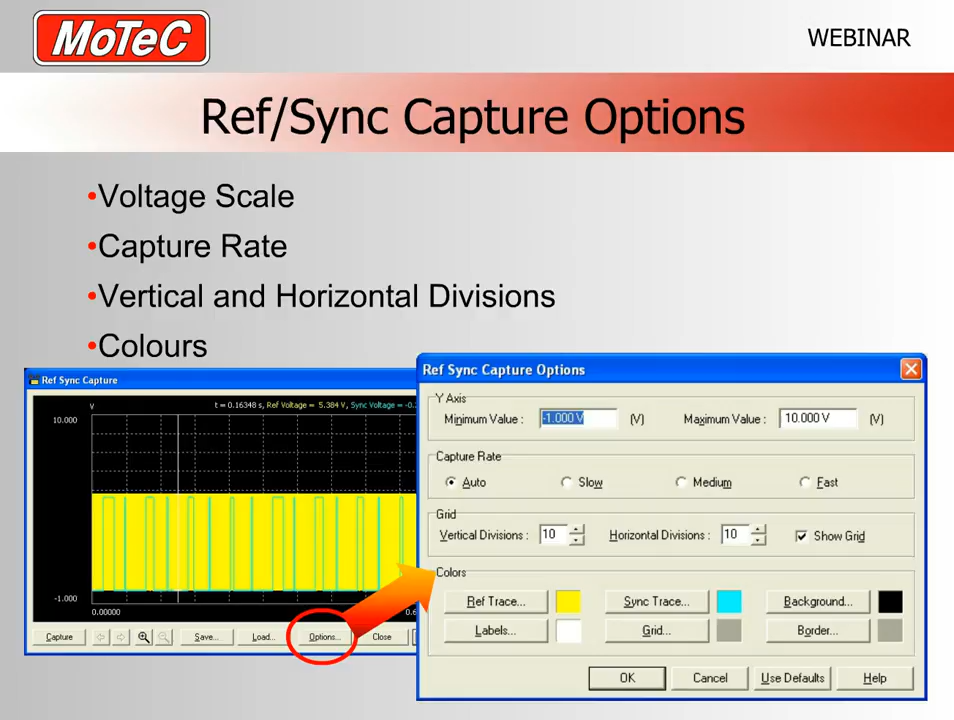 MoTeC
WEBINAR
Ref/Sync Capture Options
•Voltage Scale
•Capture Rate
•Vertical and Horizontal Divisions
•Colours
Ref Sync Capture
V
t = 0.16348 s, Ref Voltage = 5.384 V, Sync Voltage =
10.000
-1.000
0.00000
Capture
Save...
Load...
Options...
Close
Ref Sync Capture Options
Y Axis
Minimum Value : -1.000 V (V) Maximum Value : 10.000 V (V)
Capture Rate
Auto Slow Medium Fast
Grid
Vertical Divisions : 10 Horizontal Divisions : 10 Show Grid
Colors
Ref Trace... Sync Trace... Background...
Labels... Grid... Border...
OK Cancel Use Defaults Help